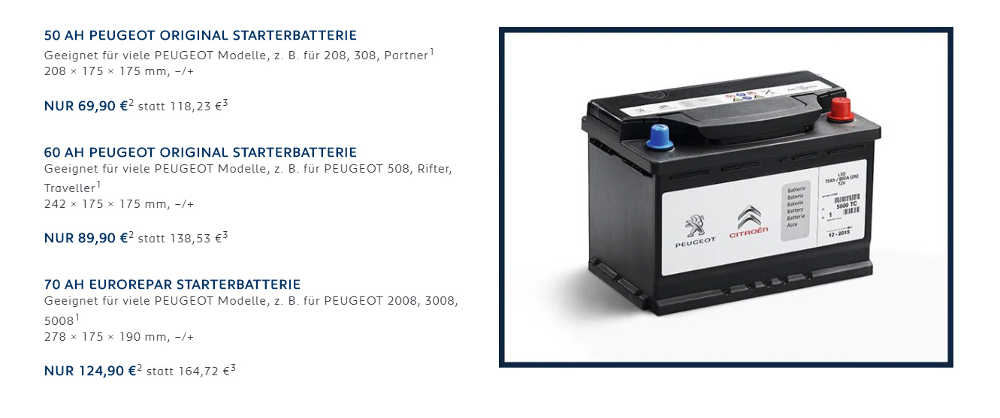 50 AH PEUGEOT ORIGINAL STARTERBATTERIE
Geeignet für viele PEUGEOT Modelle, z. B. für 208, 308, Partner¹
208 × 175 × 175 mm, –/+
NUR 69,90 €² statt 118,23 €³
60 AH PEUGEOT ORIGINAL STARTERBATTERIE
Geeignet für viele PEUGEOT Modelle, z. B. für PEUGEOT 508, Rifter,
Traveller¹
242 × 175 × 175 mm, –/+
NUR 89,90 €² statt 138,53 €³
70 AH EUROREPAR STARTERBATTERIE
Geeignet für viele PEUGEOT Modelle, z. B. für PEUGEOT 2008, 3008,
5008¹
278 × 175 × 190 mm, –/+
NUR 124,90 €² statt 164,72 €³
PEUGEOT
CITROËN
Batterie
Bateria
Bateria
Battery
Batteria
Accu
75Ah / 800A (EN)
12V
5600 TC
1
12 - 2015